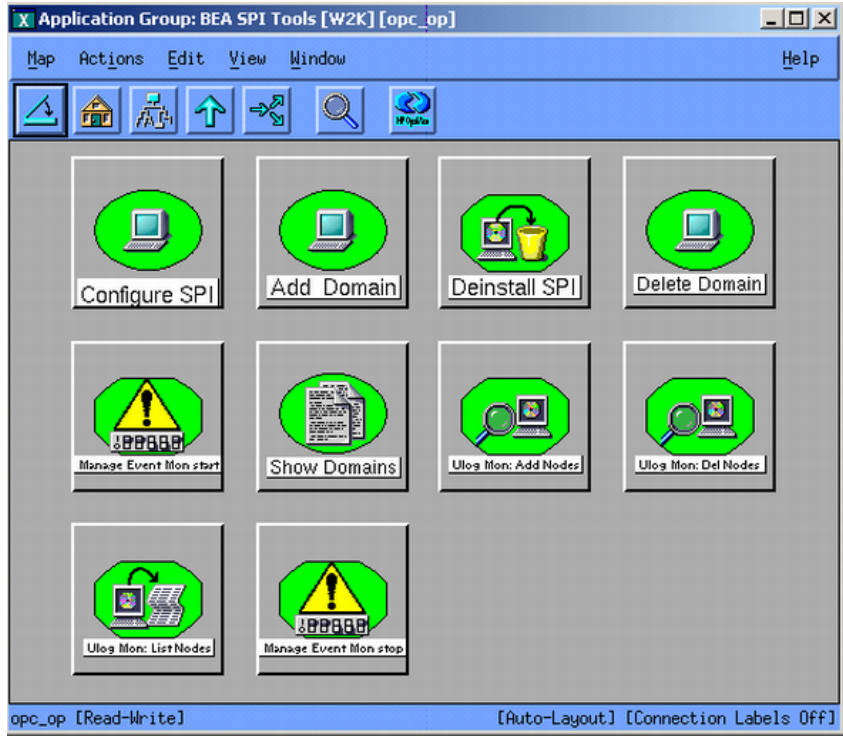 X Application Group: BEA SPI Tools [W2K] [opc_op]
Map Actions Edit View Window Help
HP OpenView
Configure SPI
Add Domain
Deinstall SPI
Delete Domain
Manage Event Mon start
Show Domains
Ulog Mon: Add Nodes
Ulog Mon: Del Nodes
Ulog Mon: List Nodes
Manage Event Mon stop
opc_op [Read-Write] [Auto-Layout] [Connection Labels Off]